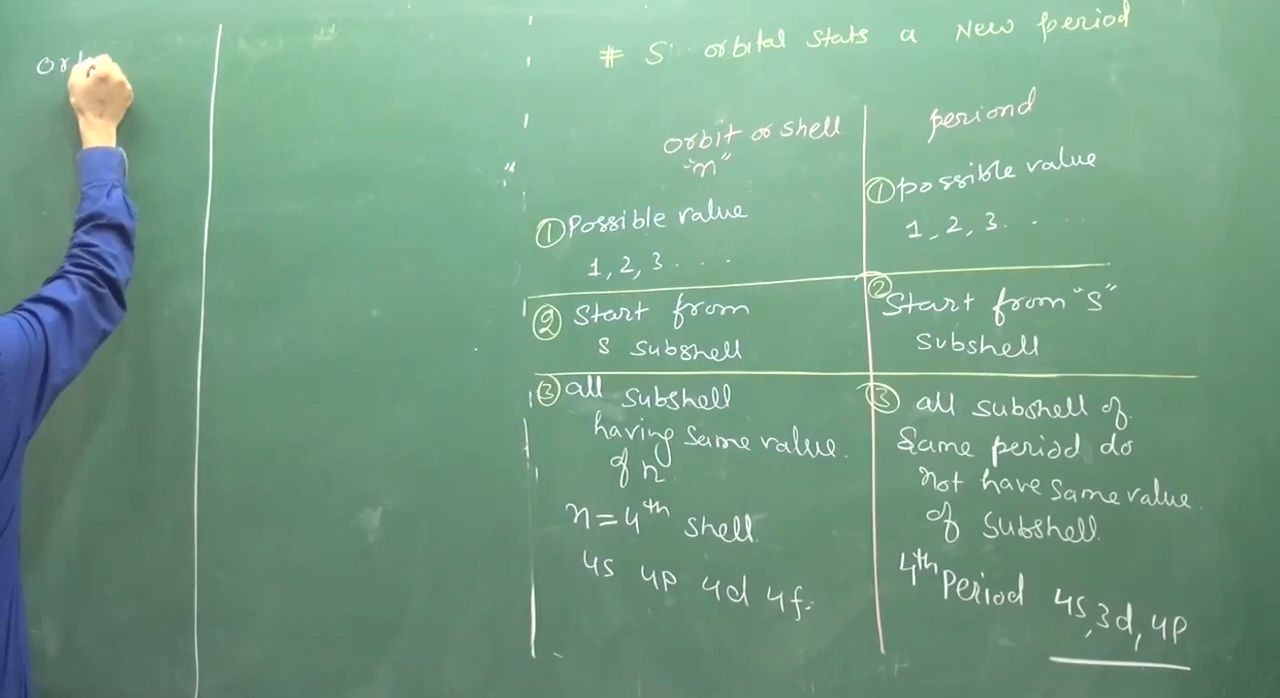 # S orbital stats a New period
orbit or shell
"n"
① Possible value
1, 2, 3 . . . .
② Start from
s subshell
③ all subshell
having same value
of n
n = 4th shell
4s 4p 4d 4f.
periond
① possible value
1, 2, 3. . . .
② Start from "S"
subshell
③ all subshell of
same period do
not have same value
of subshell
4th Period 4s, 3d, 4p